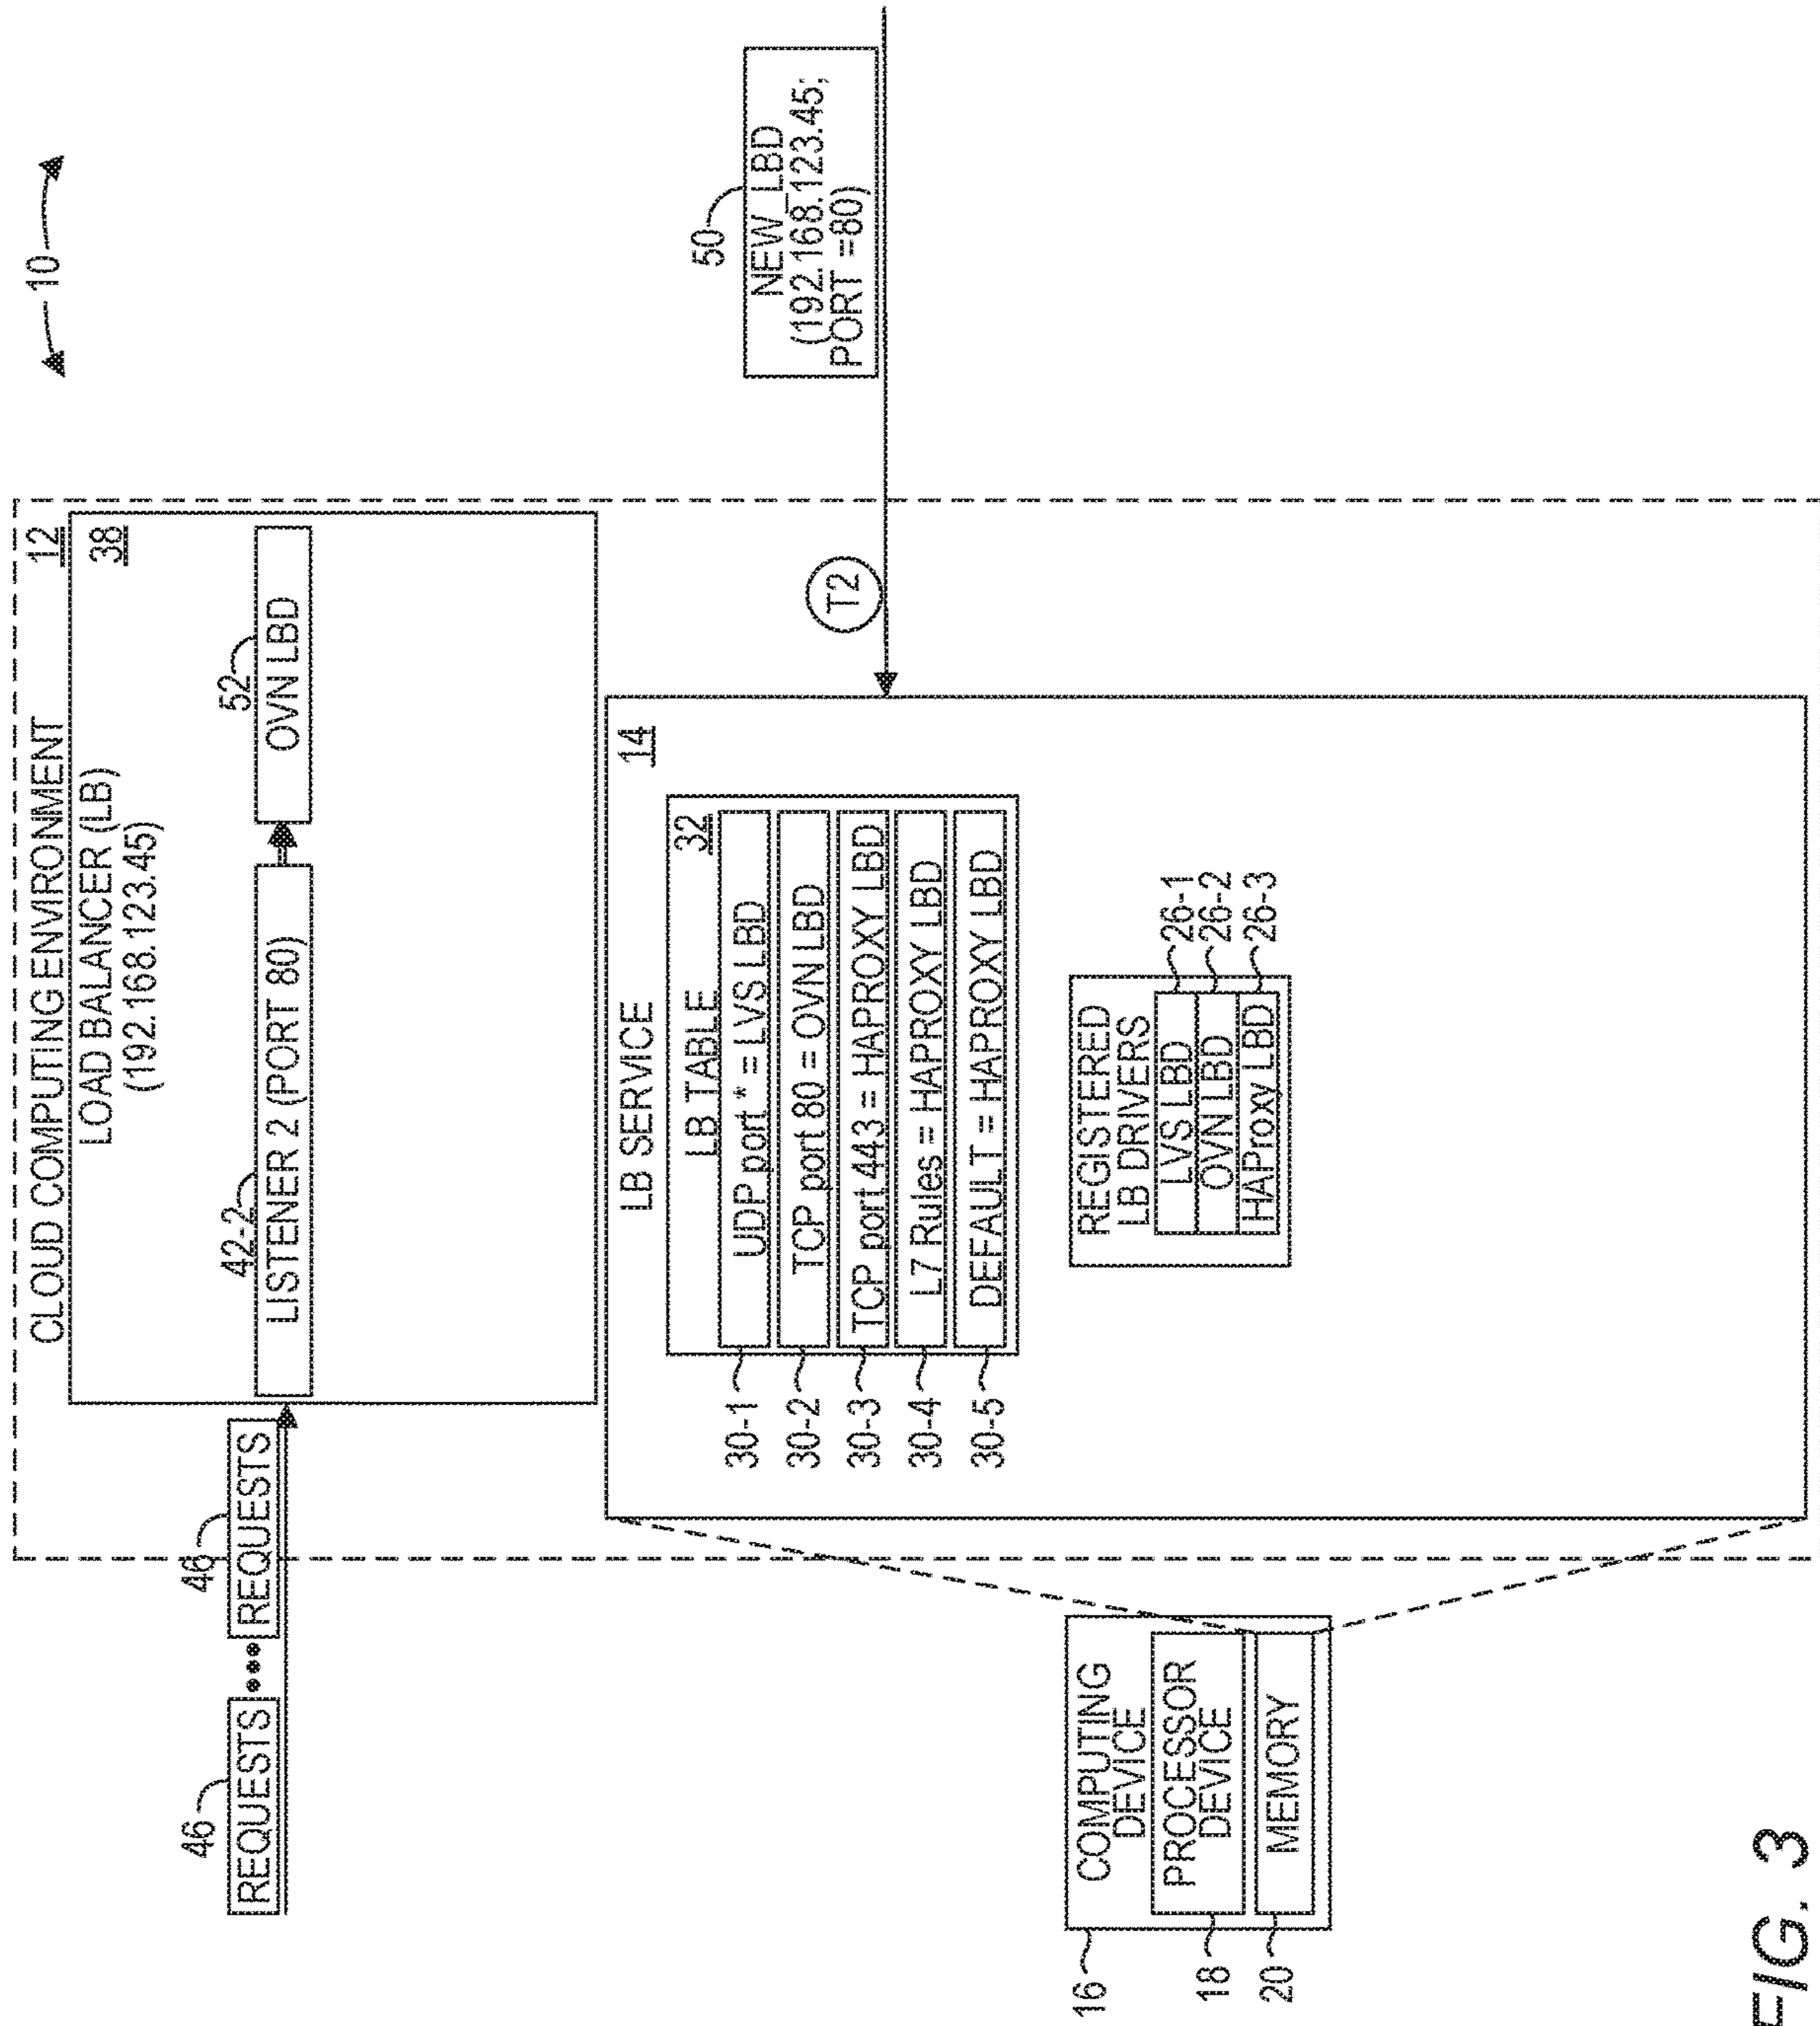 10
CLOUD COMPUTING ENVIRONMENT
12
LOAD BALANCER (LB)
(192.168.123.45)
38
46
REQUESTS
46
REQUESTS
42-2
LISTENER 2 (PORT 80)
52
OVN LBD
LB SERVICE
14
LB TABLE
32
30-1
UDP port * = LVS LBD
30-2
TCP port 80 = OVN LBD
30-3
TCP port 443 = HAPROXY LBD
30-4
L7 Rules = HAPROXY LBD
30-5
DEFAULT = HAPROXY LBD
T2
50
NEW_LBD
(192.168.123.45;
PORT =80)
16
COMPUTING
DEVICE
18
PROCESSOR
DEVICE
20
MEMORY
REGISTERED
LB DRIVERS
LVS LBD
26-1
OVN LBD
26-2
HAProxy LBD
26-3
FIG. 3